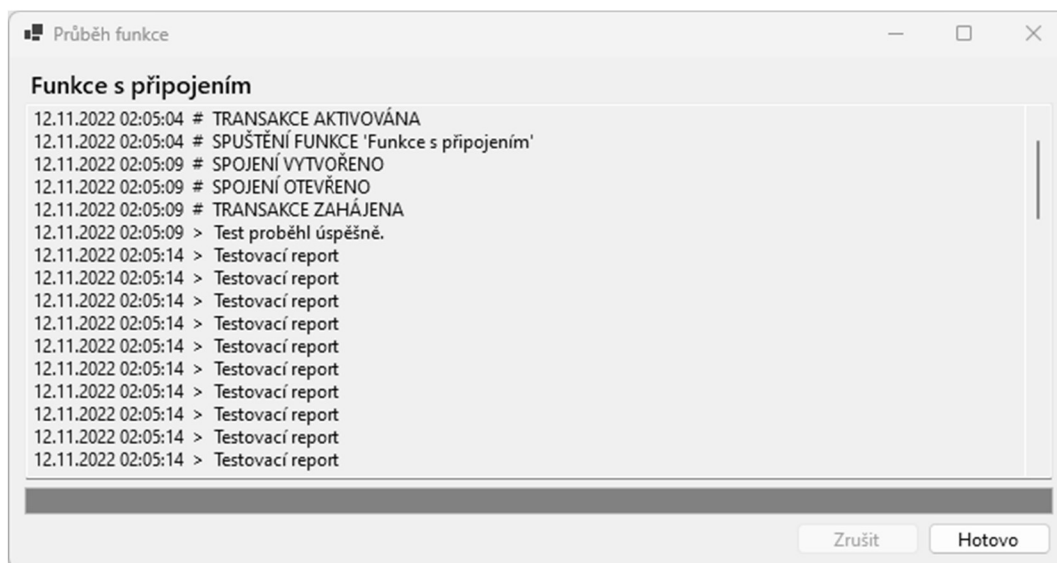 Průběh funkce
Funkce s připojením
12.11.2022 02:05:04 # TRANSAKCE AKTIVOVÁNA
12.11.2022 02:05:04 # SPUŠTĚNÍ FUNKCE 'Funkce s připojením'
12.11.2022 02:05:09 # SPOJENÍ VYTVOŘENO
12.11.2022 02:05:09 # SPOJENÍ OTEVŘENO
12.11.2022 02:05:09 # TRANSAKCE ZAHÁJENA
12.11.2022 02:05:09 > Test proběhl úspěšně.
12.11.2022 02:05:14 > Testovací report
12.11.2022 02:05:14 > Testovací report
12.11.2022 02:05:14 > Testovací report
12.11.2022 02:05:14 > Testovací report
12.11.2022 02:05:14 > Testovací report
12.11.2022 02:05:14 > Testovací report
12.11.2022 02:05:14 > Testovací report
12.11.2022 02:05:14 > Testovací report
12.11.2022 02:05:14 > Testovací report
12.11.2022 02:05:14 > Testovací report
Zrušit
Hotovo